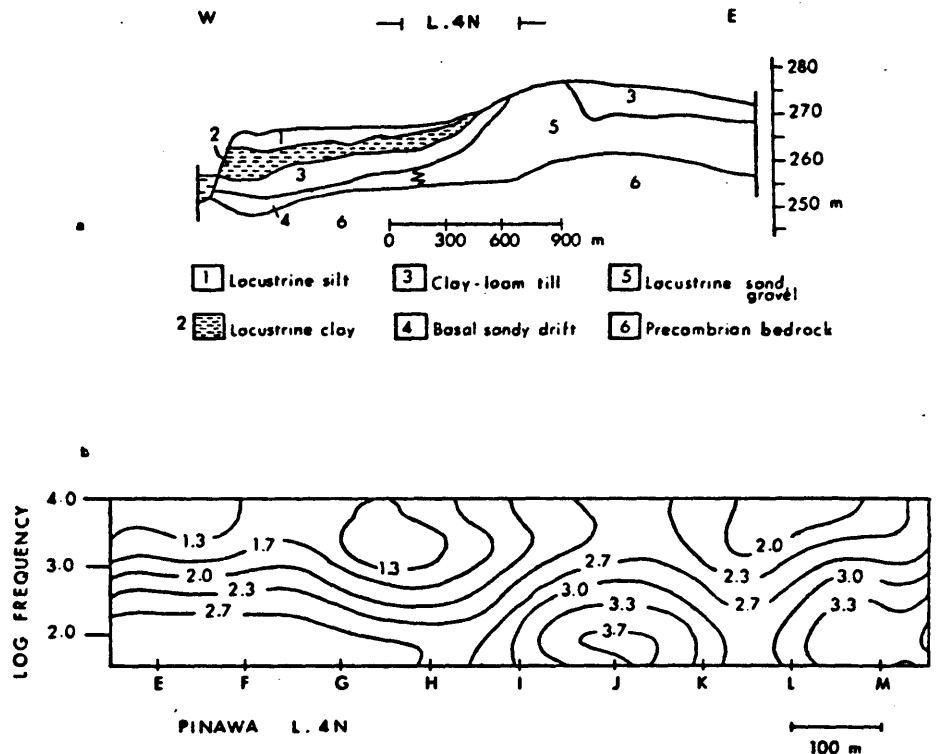 W L.4N E
280
270
260
250 m
2 1 3 4 6 5 3 6
a
0 300 600 900 m
1 Lacustrine silt 3 Clay-loam till 5 Lacustrine sand gravel
2 Lacustrine clay 4 Basal sandy drift 6 Precambrian bedrock
b
LOG FREQUENCY
4.0
3.0
2.0
1.3 1.7 1.3 2.0
2.0 2.7 2.3 3.0
2.3 3.0 2.7
2.7 3.3 3.3
3.7
E F G H I J K L M
PINAWA L. 4N
100 m